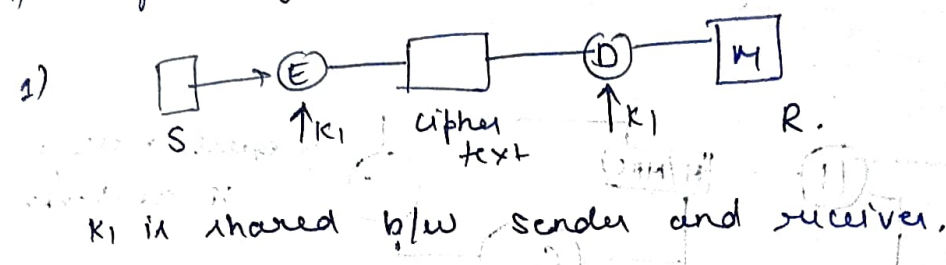 1)
E
D
M
S.
K1
cipher
text
K1
R.
K1 is shared b/w sender and receiver.